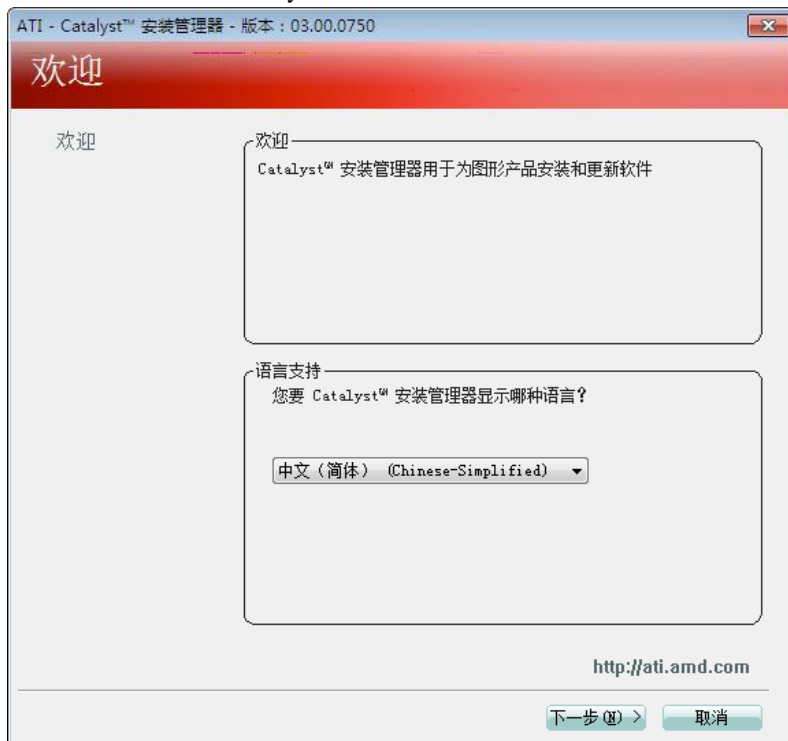 ATI - Catalyst™ 安装管理器 - 版本：03.00.0750
欢迎
欢迎
欢迎
Catalyst™ 安装管理器用于为图形产品安装和更新软件
语言支持
您要 Catalyst™ 安装管理器显示哪种语言？
中文（简体） (Chinese-Simplified)
http://ati.amd.com
下一步(N) >
取消